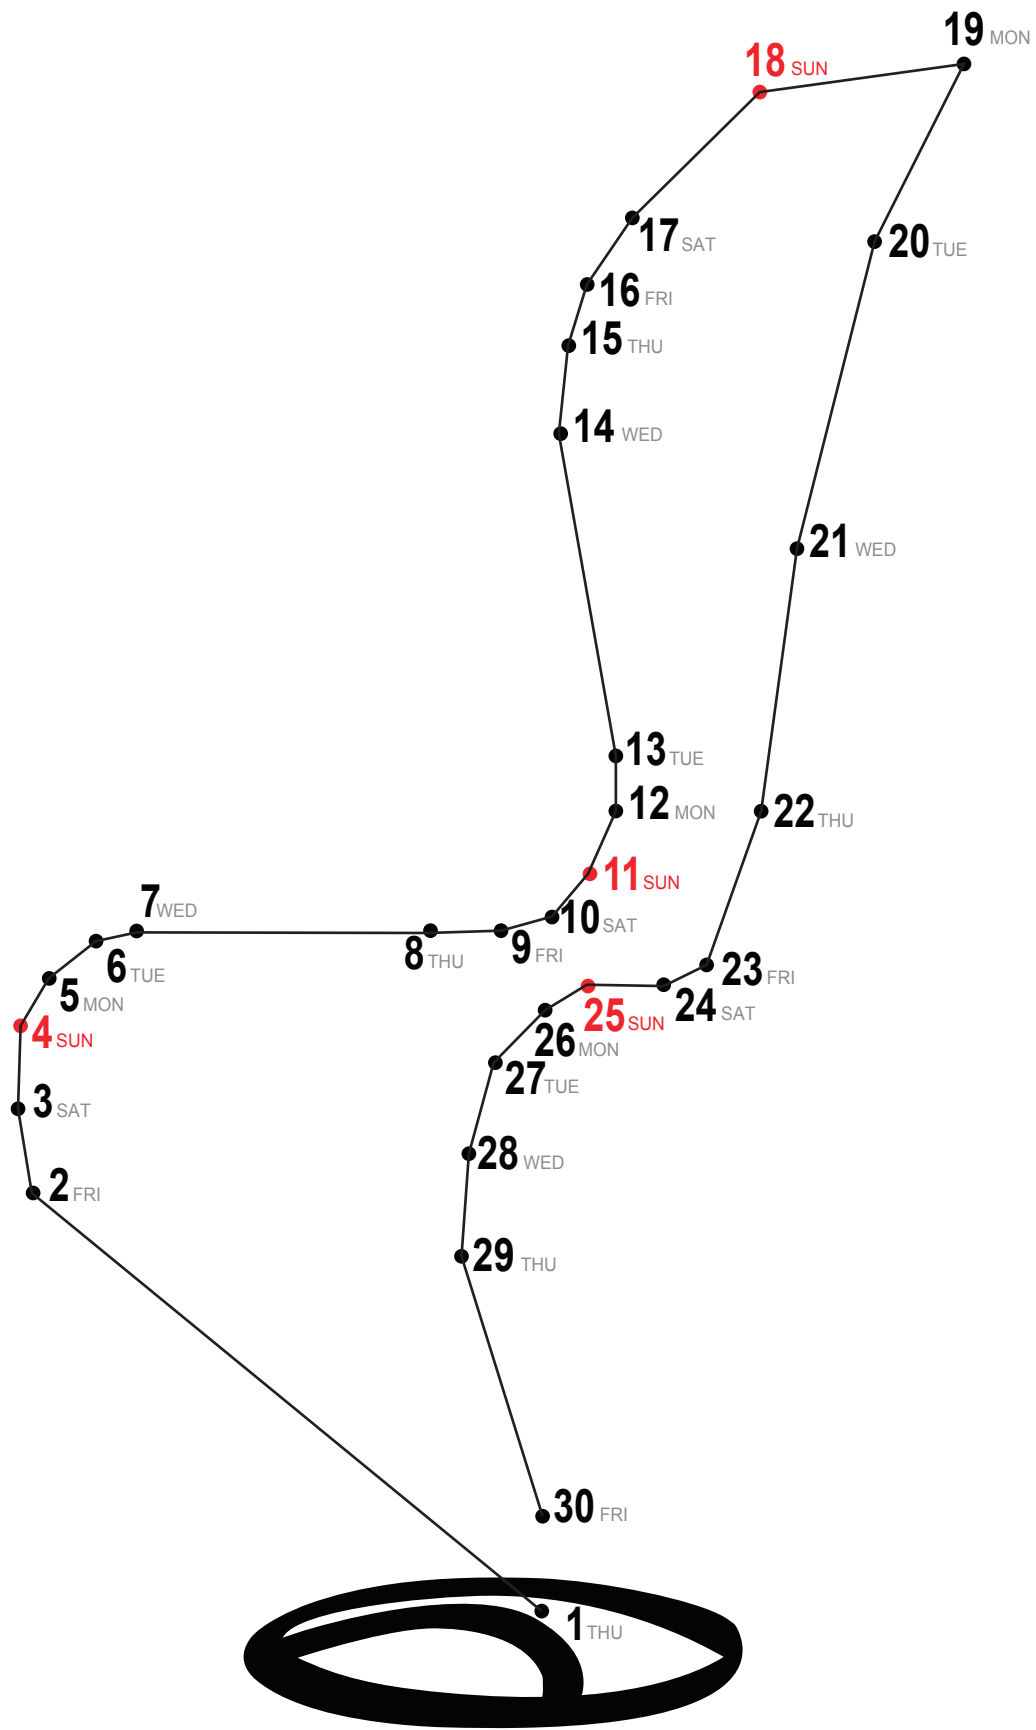 1 THU
2 FRI
3 SAT
4 SUN
5 MON
6 TUE
7 WED
8 THU
9 FRI
10 SAT
11 SUN
12 MON
13 TUE
14 WED
15 THU
16 FRI
17 SAT
18 SUN
19 MON
20 TUE
21 WED
22 THU
23 FRI
24 SAT
25 SUN
26 MON
27 TUE
28 WED
29 THU
30 FRI